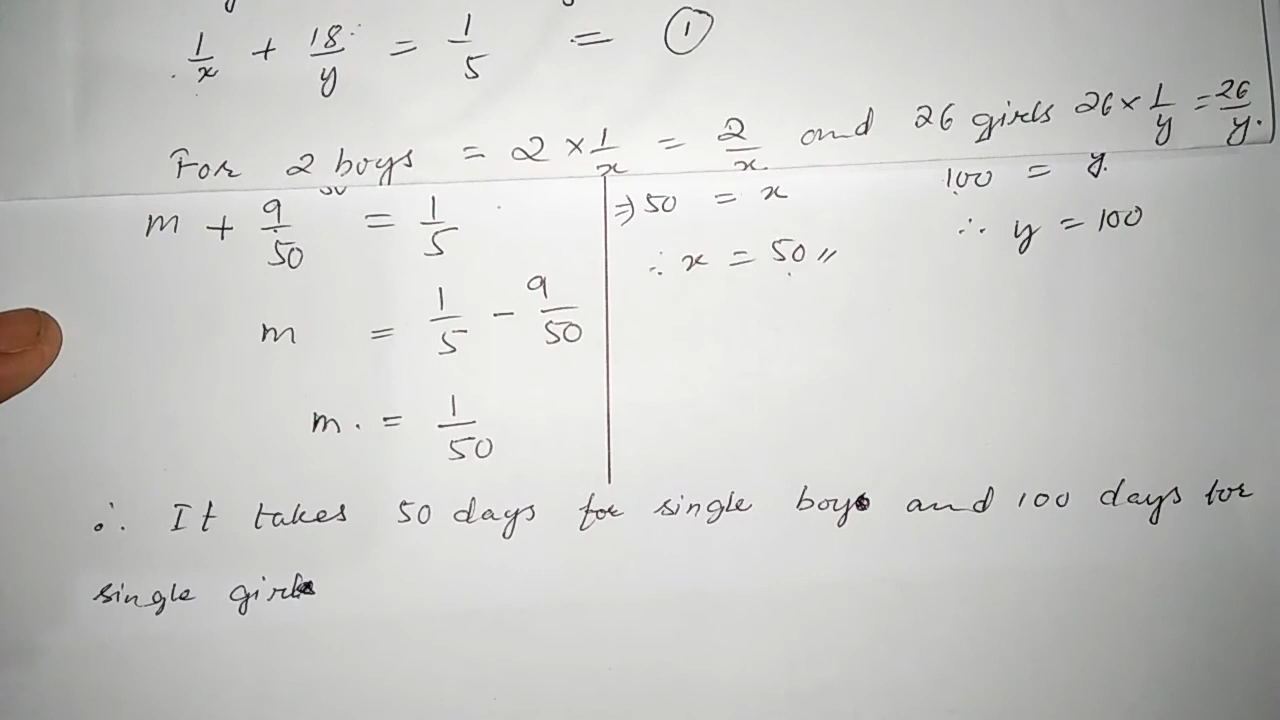 1/x + 18/y = 1/5 = ①
For 2 boys = 2 × 1/x = 2/x and 26 girls 26 × 1/y = 26/y.
m + 9/50 = 1/5
m = 1/5 - 9/50
m. = 1/50
⇒ 50 = x
∴ x = 50 〃
100 = y.
∴ y = 100
∴ It takes 50 days for single boy and 100 days for
single girl